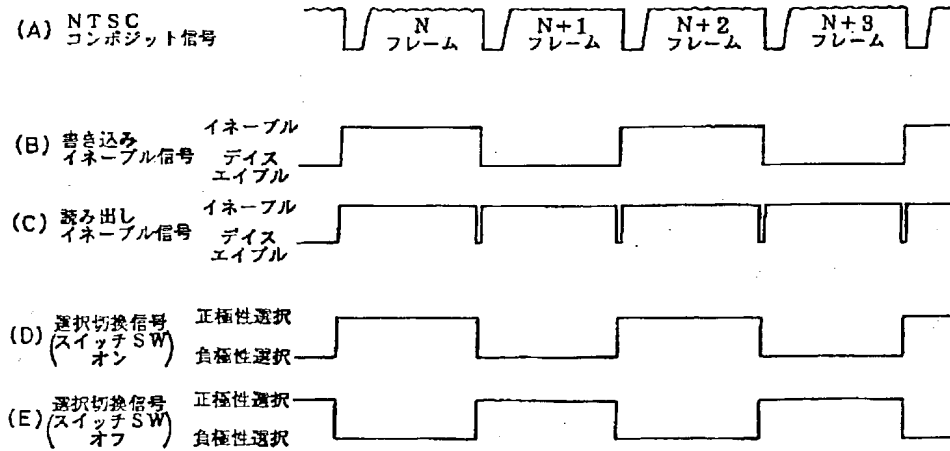 (A) NTSC
コンポジット信号
N
フレーム
N+1
フレーム
N+2
フレーム
N+3
フレーム
(B) 書き込み
イネーブル信号
イネーブル
デイス
エイブル
(C) 読み出し
イネーブル信号
イネーブル
デイス
エイブル
(D) 選択切換信号
(スイッチSW)
オン
正極性選択
負極性選択
(E) 選択切換信号
(スイッチSW)
オフ
正極性選択
負極性選択